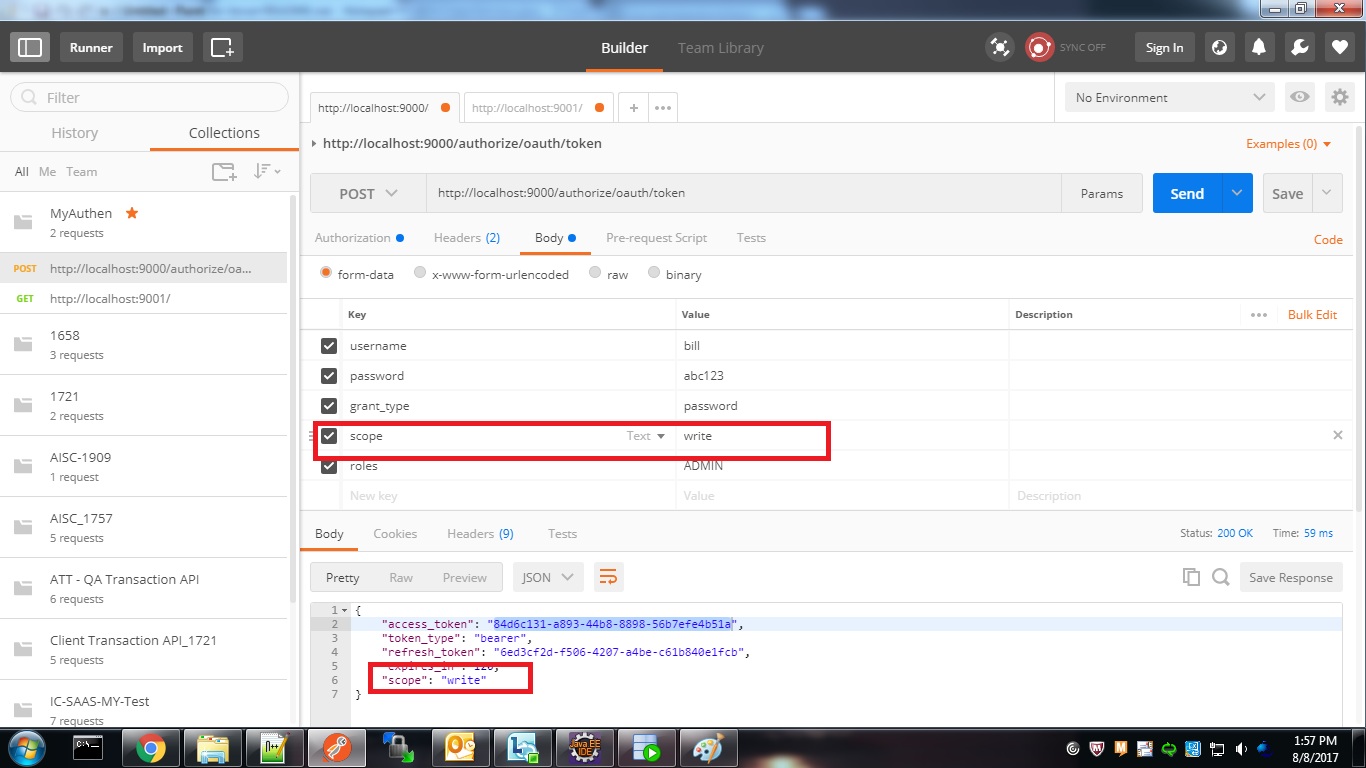 Runner Import Builder Team Library SYNC OFF Sign In
Filter
History Collections
All Me Team
MyAuthen
2 requests
POST http://localhost:9000/authorize/oa...
GET http://localhost:9001/
1658
3 requests
1721
2 requests
AISC-1909
1 request
AISC_1757
5 requests
ATT - QA Transaction API
6 requests
Client Transaction API_1721
5 requests
IC-SAAS-MY-Test
7 requests
http://localhost:9000/ http://localhost:9001/ + ••• No Environment
http://localhost:9000/authorize/oauth/token Examples (0)
POST http://localhost:9000/authorize/oauth/token Params Send Save
Authorization Headers (2) Body Pre-request Script Tests Code
form-data x-www-form-urlencoded raw binary
Key Value Description ••• Bulk Edit
username bill
password abc123
grant_type password
scope Text write
roles ADMIN
New key Value Description
Body Cookies Headers (9) Tests Status: 200 OK Time: 59 ms
Pretty Raw Preview JSON Save Response
1 {
2 "access_token": "84d6c131-a893-44b8-8898-56b7efe4b51a",
3 "token_type": "bearer",
4 "refresh_token": "6ed3cf2d-f506-4207-a4be-c61b840e1fcb",
5 "expires_in": 120,
6 "scope": "write"
7 }
C:\_
Java EE
IDE
1:57 PM
8/8/2017